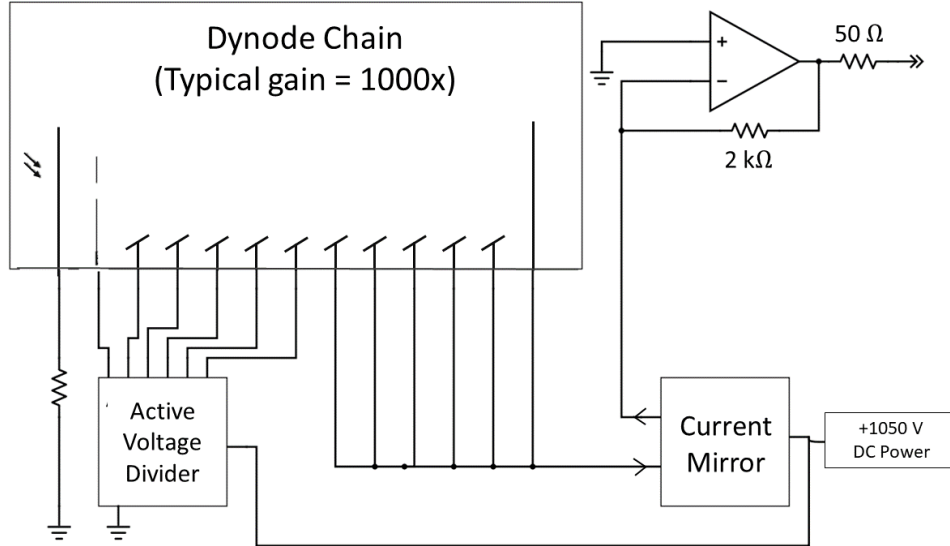 Dynode Chain
(Typical gain = 1000x)
+
−
50 Ω
2 kΩ
Active
Voltage
Divider
Current
Mirror
+1050 V
DC Power